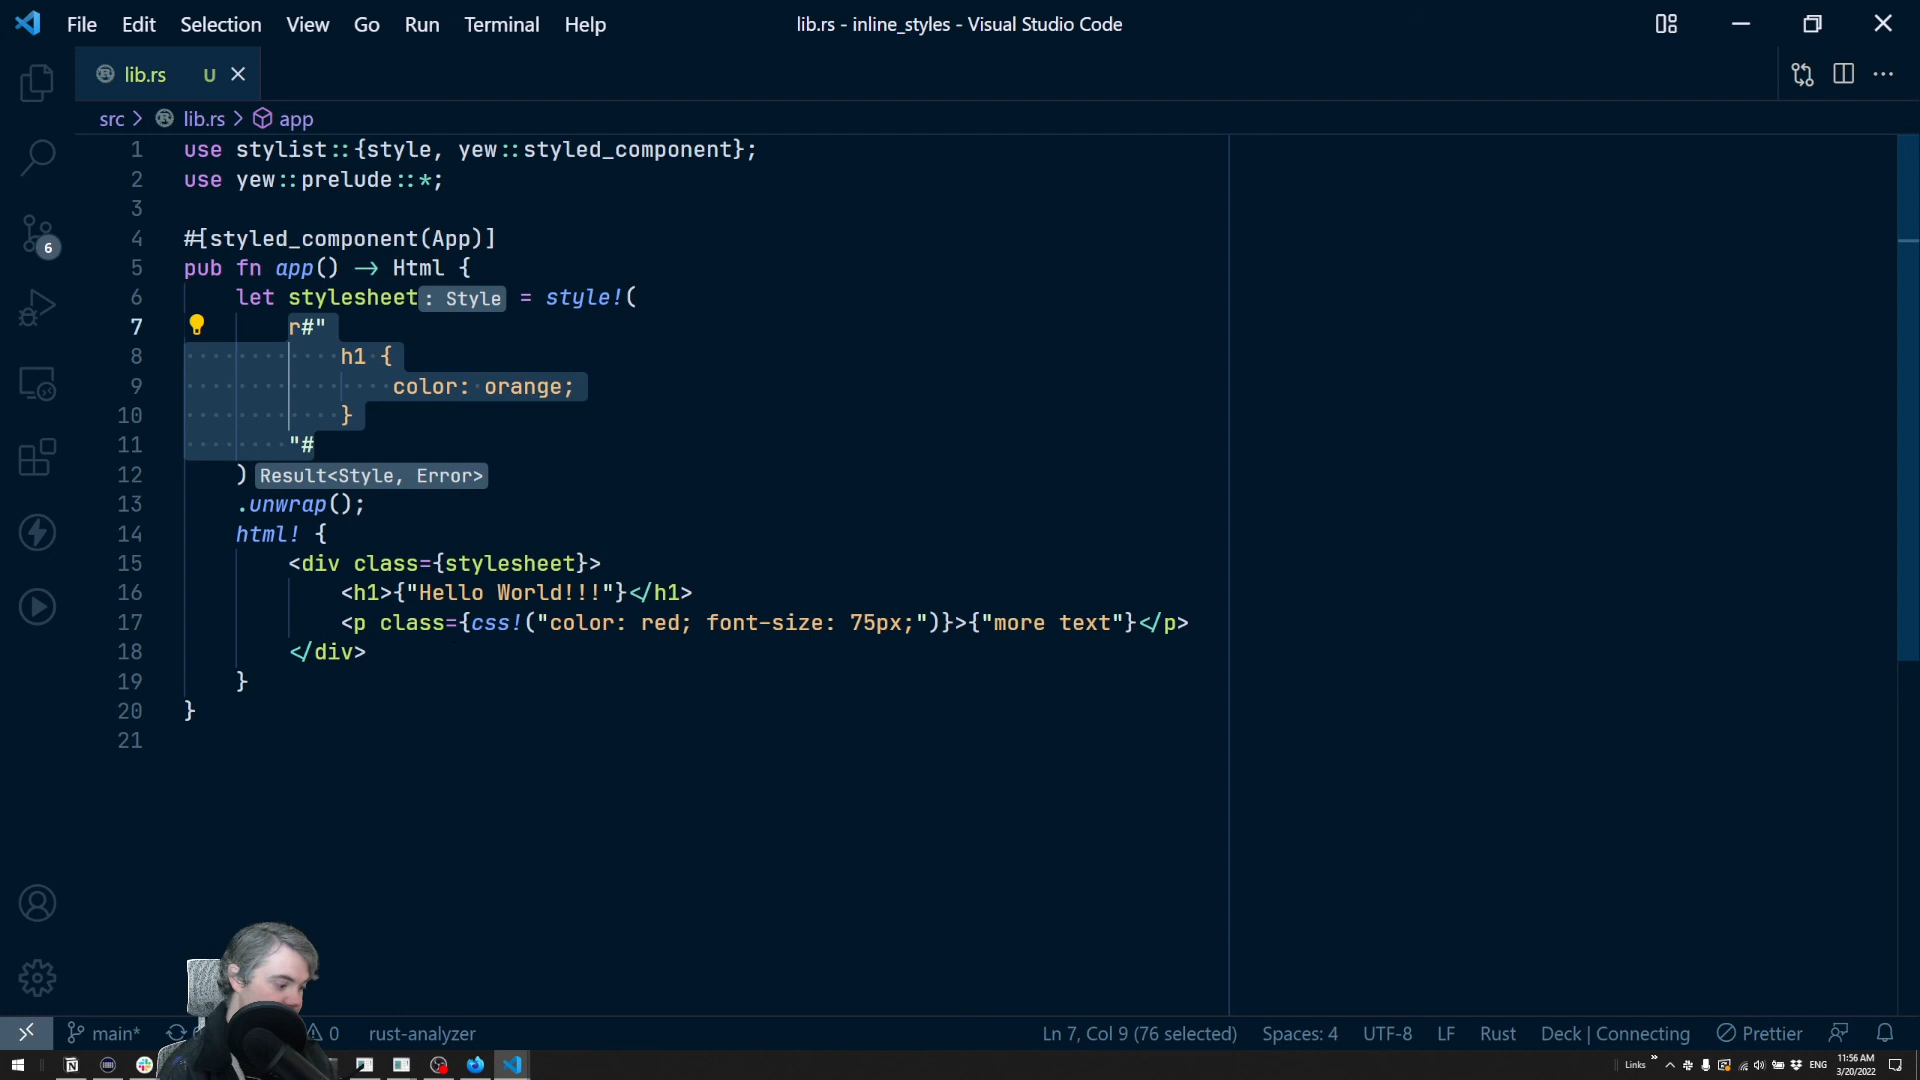 File Edit Selection View Go Run Terminal Help
lib.rs - inline_styles - Visual Studio Code
lib.rs U
src > lib.rs > app
1 use stylist::{style, yew::styled_component};
2 use yew::prelude::*;
3
4 #[styled_component(App)]
5 pub fn app() -> Html {
6 let stylesheet: Style = style!(
7 r#"
8 h1 {
9 color: orange;
10 }
11 "#
12 ) Result<Style, Error>
13 .unwrap();
14 html! {
15 <div class={stylesheet}>
16 <h1>{"Hello World!!!"}</h1>
17 <p class={css!("color: red; font-size: 75px;")}>{"more text"}</p>
18 </div>
19 }
20 }
21
6
main* 0 rust-analyzer
Ln 7, Col 9 (76 selected) Spaces: 4 UTF-8 LF Rust Deck | Connecting Prettier
Links ENG 11:56 AM
3/20/2022